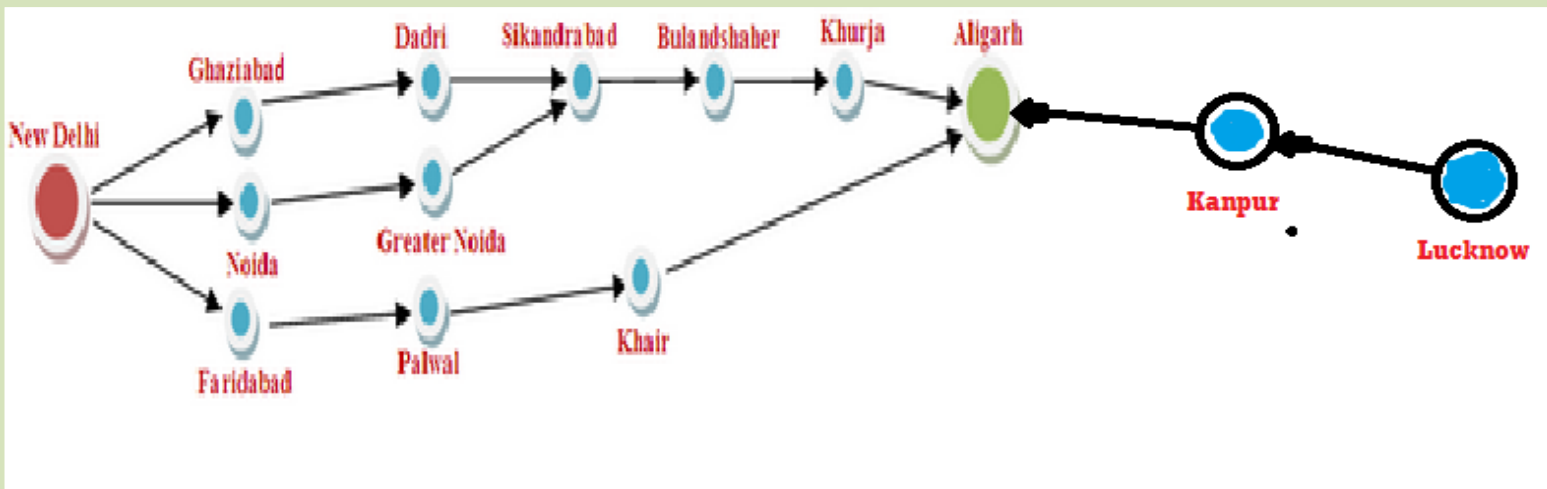 Dadri
Sikandrabad
Bulandshaher
Khurja
Aligarh
Ghaziabad
New Delhi
Kanpur
Greater Noida
Lucknow
Noida
Khair
Palwal
Faridabad